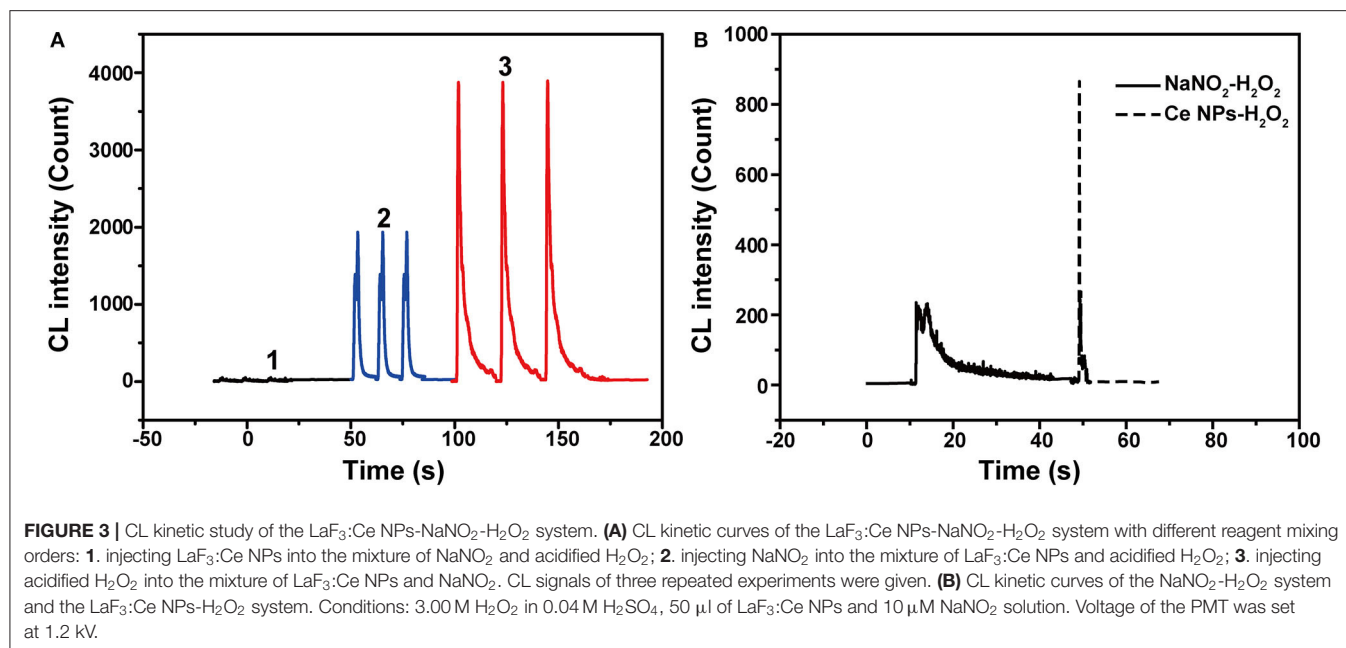 A
CL intensity (Count)
4000
3000
2000
1000
0
1
2
3
-50
0
50
100
150
200
Time (s)
B
CL intensity (Count)
1000
800
600
400
200
0
NaNO₂-H₂O₂
Ce NPs-H₂O₂
-20
0
20
40
60
80
100
Time (s)
FIGURE 3 | CL kinetic study of the LaF₃:Ce NPs-NaNO₂-H₂O₂ system. (A) CL kinetic curves of the LaF₃:Ce NPs-NaNO₂-H₂O₂ system with different reagent mixing
orders: 1. injecting LaF₃:Ce NPs into the mixture of NaNO₂ and acidified H₂O₂; 2. injecting NaNO₂ into the mixture of LaF₃:Ce NPs and acidified H₂O₂; 3. injecting
acidified H₂O₂ into the mixture of LaF₃:Ce NPs and NaNO₂. CL signals of three repeated experiments were given. (B) CL kinetic curves of the NaNO₂-H₂O₂ system
and the LaF₃:Ce NPs-H₂O₂ system. Conditions: 3.00 M H₂O₂ in 0.04 M H₂SO₄, 50 μl of LaF₃:Ce NPs and 10 μM NaNO₂ solution. Voltage of the PMT was set
at 1.2 kV.